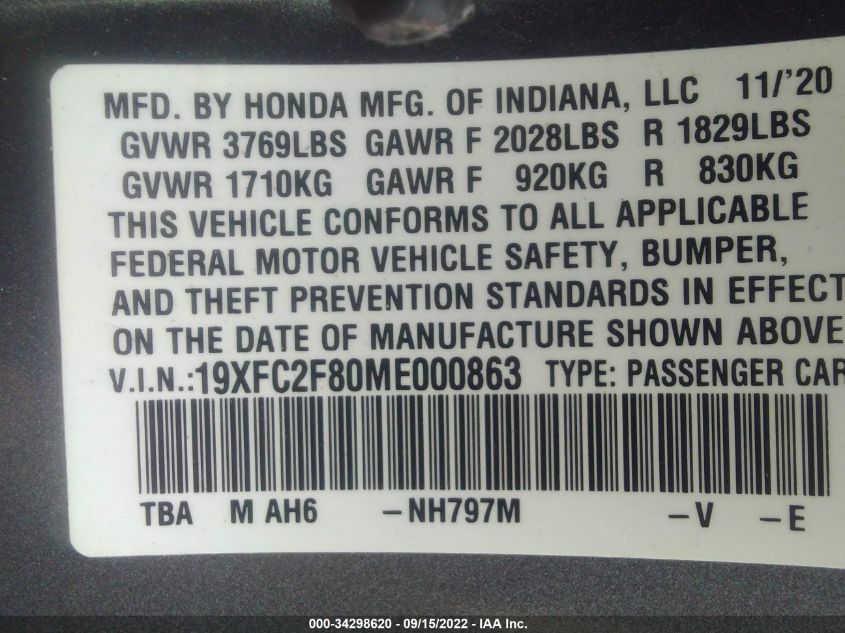 MFD. BY HONDA MFG. OF INDIANA, LLC 11/'20
GVWR 3769LBS GAWR F 2028LBS R 1829LBS
GVWR 1710KG GAWR F 920KG R 830KG
THIS VEHICLE CONFORMS TO ALL APPLICABLE
FEDERAL MOTOR VEHICLE SAFETY, BUMPER,
AND THEFT PREVENTION STANDARDS IN EFFECT
ON THE DATE OF MANUFACTURE SHOWN ABOVE
V.I.N.:19XFC2F80ME000863 TYPE: PASSENGER CAR
TBA M AH6 -NH797M -V -E
000-34298620 - 09/15/2022 - IAA Inc.